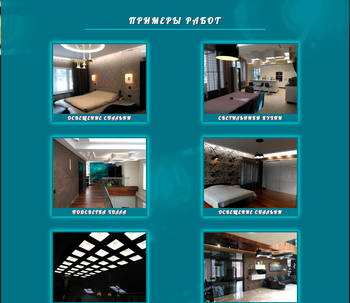 ПРИМЕРЫ РАБОТ
ОСВЕЩЕНИЕ СПАЛЬНИ
СВЕТИЛЬНИКИ КУХНИ
ПОДСВЕТКА ХОЛЛА
ОСВЕЩЕНИЕ СПАЛЬНИ